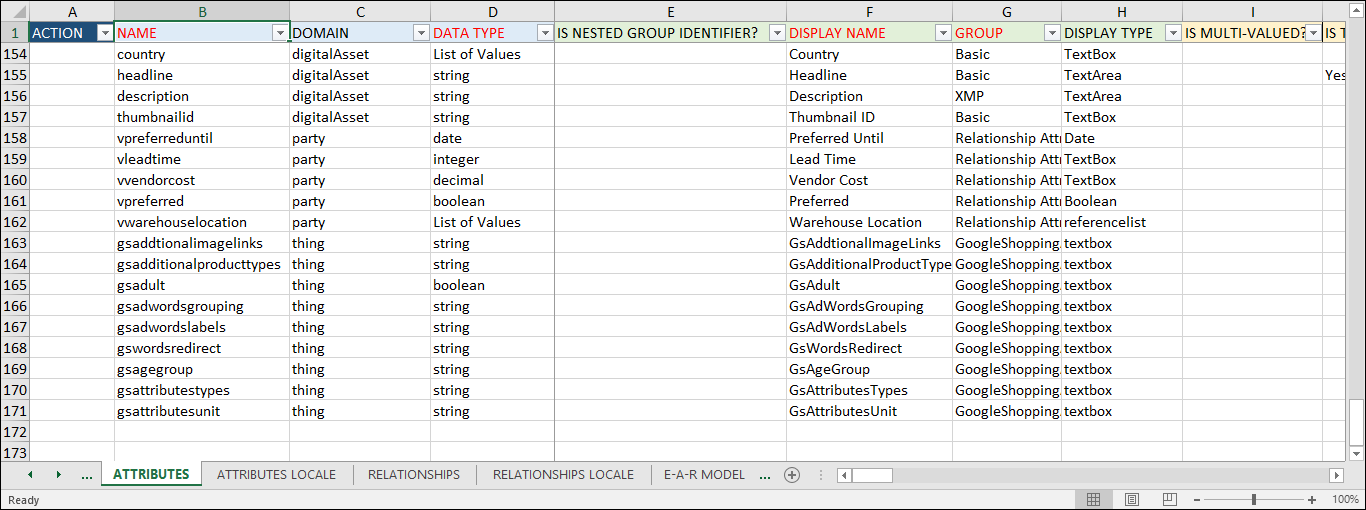 A B C D E F G H I
1 ACTION NAME DOMAIN DATA TYPE IS NESTED GROUP IDENTIFIER? DISPLAY NAME GROUP DISPLAY TYPE IS MULTI-VALUED? IS T
154 country digitalAsset List of Values Country Basic TextBox
155 headline digitalAsset string Headline Basic TextArea Yes
156 description digitalAsset string Description XMP TextArea
157 thumbnailid digitalAsset string Thumbnail ID Basic TextBox
158 vpreferreduntil party date Preferred Until Relationship Attr Date
159 vleadtime party integer Lead Time Relationship Attr TextBox
160 vvendorcost party decimal Vendor Cost Relationship Attr TextBox
161 vpreferred party boolean Preferred Relationship Attr Boolean
162 vwarehouselocation party List of Values Warehouse Location Relationship Attr referencelist
163 gsaddtionalimagelinks thing string GsAddtionalImageLinks GoogleShopping. textbox
164 gsadditionalproducttypes thing string GsAdditionalProductType GoogleShopping. textbox
165 gsadult thing boolean GsAdult GoogleShopping. textbox
166 gsadwordsgrouping thing string GsAdWordsGrouping GoogleShopping. textbox
167 gsadwordslabels thing string GsAdWordsLabels GoogleShopping. textbox
168 gswordsredirect thing string GsWordsRedirect GoogleShopping. textbox
169 gsagegroup thing string GsAgeGroup GoogleShopping. textbox
170 gsattributestypes thing string GsAttributesTypes GoogleShopping. textbox
171 gsattributesunit thing string GsAttributesUnit GoogleShopping. textbox
172
173
... ATTRIBUTES ATTRIBUTES LOCALE RELATIONSHIPS RELATIONSHIPS LOCALE E-A-R MODEL ...
Ready 100%